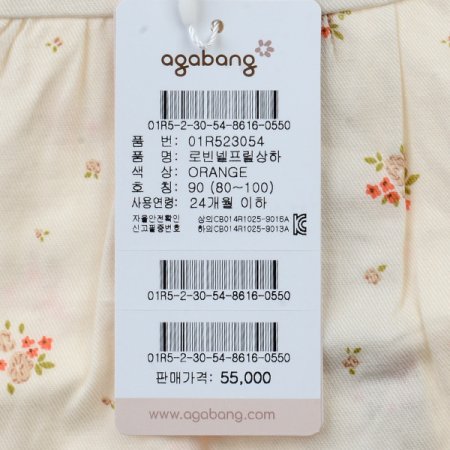 agabang
01R5-2-30-54-8616-0550
품 번: 01R523054
품 명: 로빈넬프릴상하
색 상: ORANGE
호 칭: 90 (80~100)
사용연령: 24개월 이하
자율안전확인 상의CB014R1025-9016A
신고필증번호 하의CB014R1025-9013A
01R5-2-30-54-8616-0550
01R5-2-30-54-8616-0550
판매가격: 55,000
www.agabang.com